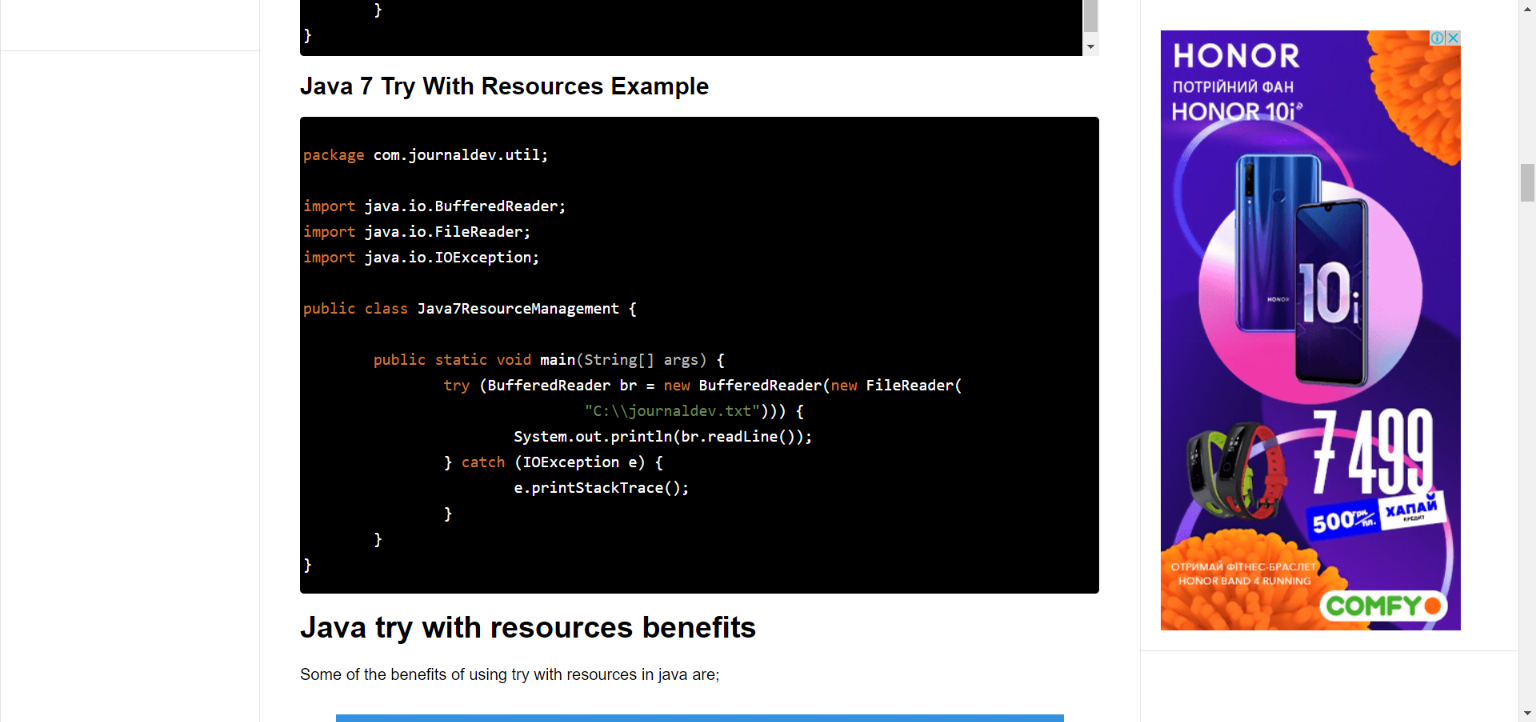 }
}
Java 7 Try With Resources Example
package com.journaldev.util;
import java.io.BufferedReader;
import java.io.FileReader;
import java.io.IOException;
public class Java7ResourceManagement {
public static void main(String[] args) {
try (BufferedReader br = new BufferedReader(new FileReader(
"C:\\journaldev.txt"))) {
System.out.println(br.readLine());
} catch (IOException e) {
e.printStackTrace();
}
}
}
Java try with resources benefits
Some of the benefits of using try with resources in java are;
HONOR
ПОТРІЙНИЙ ФАН
HONOR 10i
HONOR
10i
7 499
500 грн./пл.
ХАПАЙ
КРЕДИТ
ОТРИМАЙ ФІТНЕС-БРАСЛЕТ
HONOR BAND 4 RUNNING
COMFY